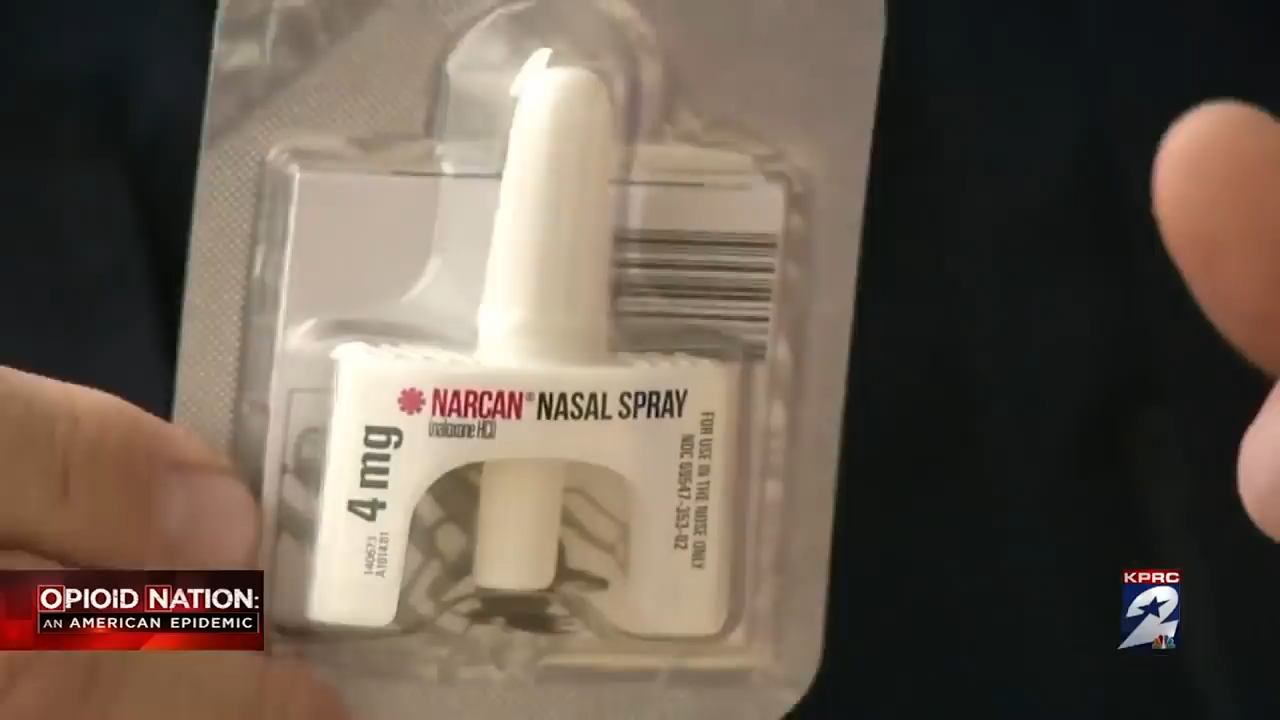 NARCAN® NASAL SPRAY
(naloxone HCl)
4 mg
FOR USE IN THE NOSE ONLY
NDC 69547-353-02
140673
OPIOID NATION:
AN AMERICAN EPIDEMIC
KPRC
2